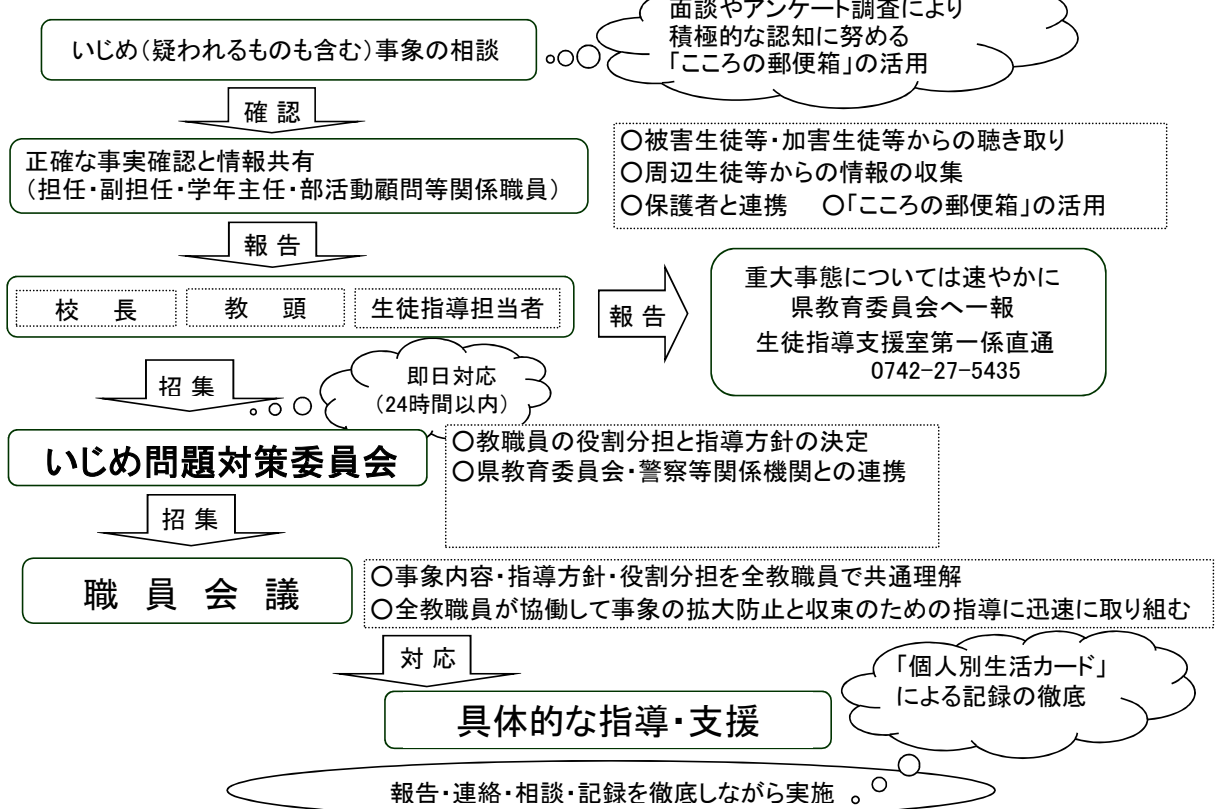 面談やアンケート調査により
積極的な認知に努める
「こころの郵便箱」の活用
いじめ(疑われるものも含む)事象の相談
確認
正確な事実確認と情報共有
(担任・副担任・学年主任・部活動顧問等関係職員)
○被害生徒等・加害生徒等からの聴き取り
○周辺生徒等からの情報の収集
○保護者と連携　○「こころの郵便箱」の活用
報告
校　長　教　頭　生徒指導担当者
報告
重大事態については速やかに
県教育委員会へ一報
生徒指導支援室第一係直通
0742-27-5435
招集
即日対応
(24時間以内)
いじめ問題対策委員会
○教職員の役割分担と指導方針の決定
○県教育委員会・警察等関係機関との連携
招集
職　員　会　議
○事象内容・指導方針・役割分担を全教職員で共通理解
○全教職員が協働して事象の拡大防止と収束のための指導に迅速に取り組む
対応
「個人別生活カード」
による記録の徹底
具体的な指導・支援
報告・連絡・相談・記録を徹底しながら実施